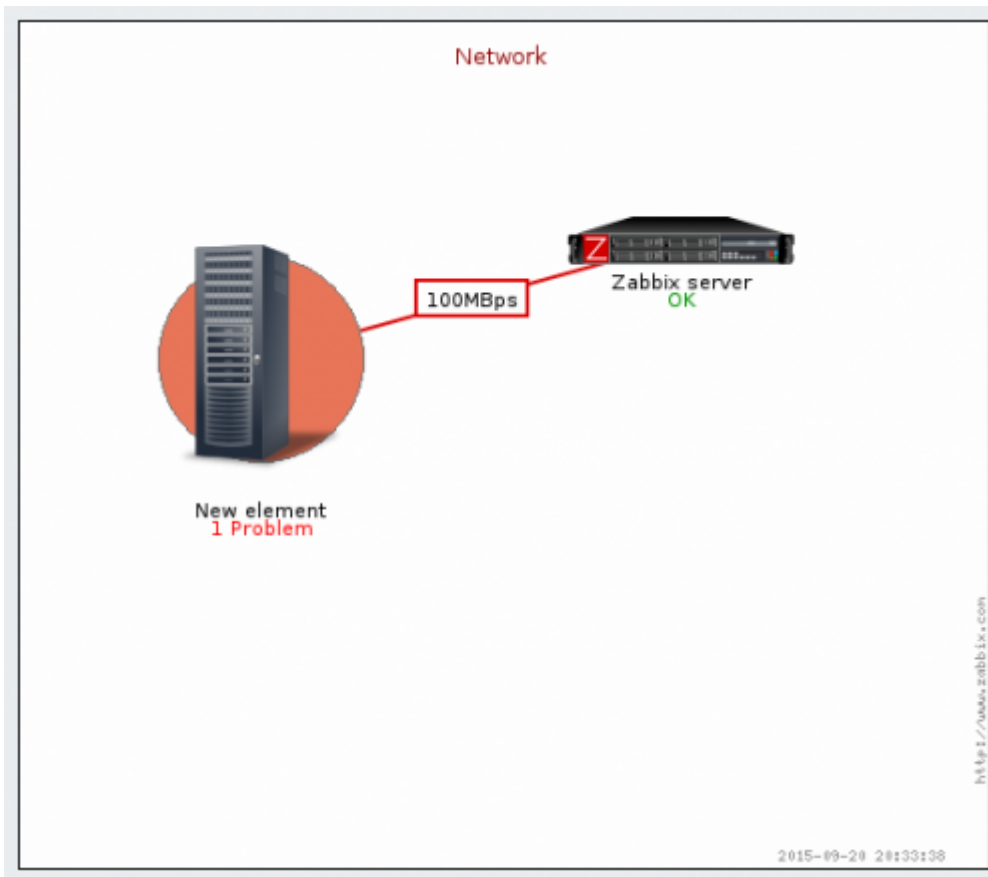 Network
Z
Zabbix server
OK
100MBps
New element
1 Problem
http://www.zabbix.com
2015-09-20 20:33:38